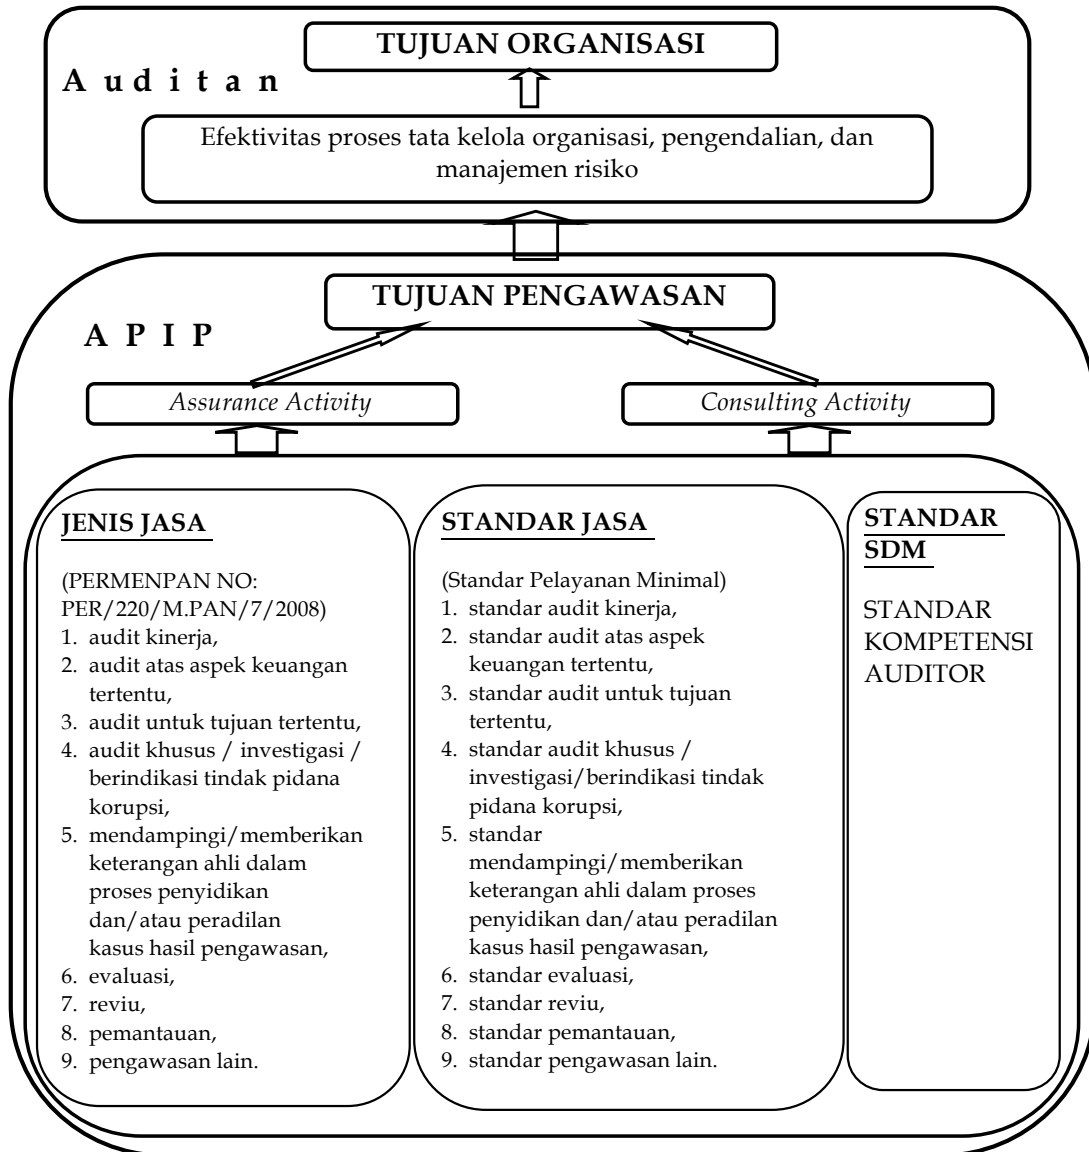 TUJUAN ORGANISASI
A u d i t a n
Efektivitas proses tata kelola organisasi, pengendalian, dan
manajemen risiko
TUJUAN PENGAWASAN
A P I P
Assurance Activity
Consulting Activity
JENIS JASA
(PERMENPAN NO:
PER/220/M.PAN/7/2008)
1. audit kinerja,
2. audit atas aspek keuangan
tertentu,
3. audit untuk tujuan tertentu,
4. audit khusus / investigasi /
berindikasi tindak pidana
korupsi,
5. mendampingi/memberikan
keterangan ahli dalam
proses penyidikan
dan/atau peradilan
kasus hasil pengawasan,
6. evaluasi,
7. reviu,
8. pemantauan,
9. pengawasan lain.
STANDAR JASA
(Standar Pelayanan Minimal)
1. standar audit kinerja,
2. standar audit atas aspek
keuangan tertentu,
3. standar audit untuk tujuan
tertentu,
4. standar audit khusus /
investigasi/berindikasi tindak
pidana korupsi,
5. standar
mendampingi/memberikan
keterangan ahli dalam proses
penyidikan dan/atau peradilan
kasus hasil pengawasan,
6. standar evaluasi,
7. standar reviu,
8. standar pemantauan,
9. standar pengawasan lain.
STANDAR
SDM
STANDAR
KOMPETENSI
AUDITOR